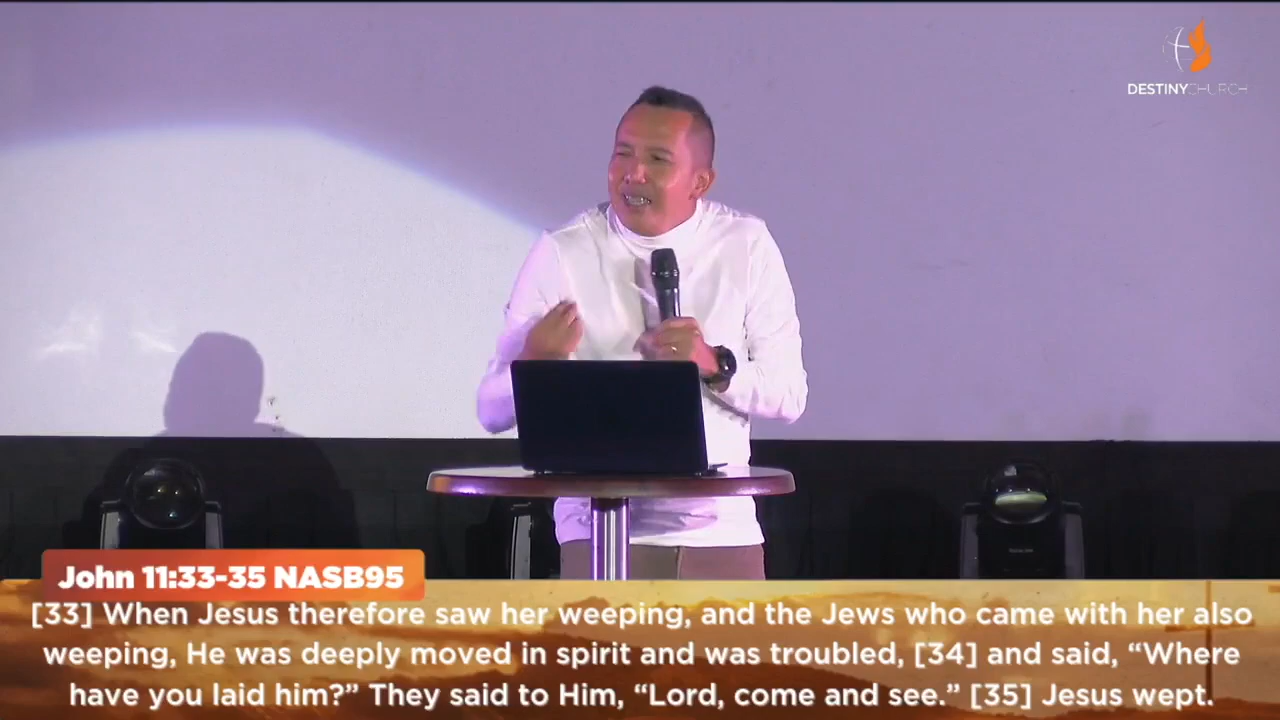 DESTINYCHURCH
John 11:33-35 NASB95
[33] When Jesus therefore saw her weeping, and the Jews who came with her also
weeping, He was deeply moved in spirit and was troubled, [34] and said, “Where
have you laid him?” They said to Him, “Lord, come and see.” [35] Jesus wept.